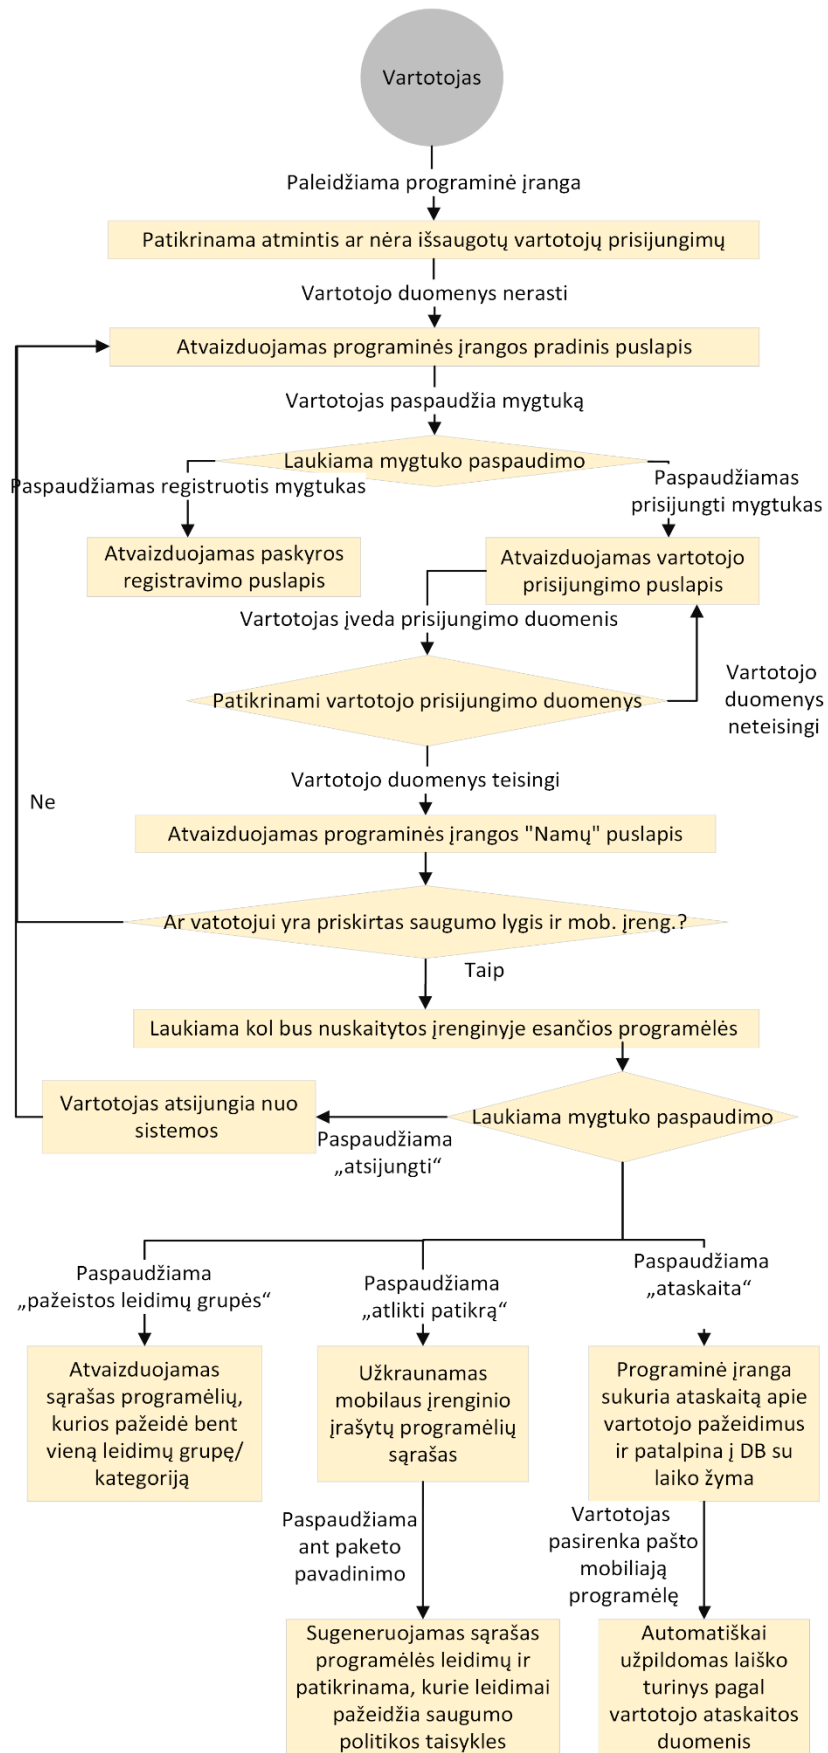 Vartotojas
Paleidžiama programinė įranga
Patikrinama atmintis ar nėra išsaugotų vartotojų prisijungimų
Vartotojo duomenys nerasti
Atvaizduojamas programinės įrangos pradinis puslapis
Vartotojas paspaudžia mygtuką
Laukiama mygtuko paspaudimo
Paspaudžiamas registruotis mygtukas
Paspaudžiamas
prisijungti mygtukas
Atvaizduojamas paskyros
registravimo puslapis
Atvaizduojamas vartotojo
prisijungimo puslapis
Vartotojas įveda prisijungimo duomenis
Patikrinami vartotojo prisijungimo duomenys
Vartotojo
duomenys
neteisingi
Vartotojo duomenys teisingi
Ne
Atvaizduojamas programinės įrangos "Namų" puslapis
Ar vatotojui yra priskirtas saugumo lygis ir mob. įreng.?
Taip
Laukiama kol bus nuskaitytos įrenginyje esančios programėlės
Vartotojas atsijungia nuo
sistemos
Laukiama mygtuko paspaudimo
Paspaudžiama
„atsijungti“
Paspaudžiama
„pažeistos leidimų grupės“
Paspaudžiama
„atlikti patikrą“
Paspaudžiama
„ataskaita“
Atvaizduojamas
sąrašas programėlių,
kurios pažeidė bent
vieną leidimų grupę/
kategoriją
Užkraunamas
mobilaus įrenginio
įrašytų programėlių
sąrašas
Programinė įranga
sukuria ataskaitą apie
vartotojo pažeidimus
ir patalpina į DB su
laiko žyma
Paspaudžiama
ant paketo
pavadinimo
Vartotojas
pasirenka pašto
mobiliają
programėlę
Sugeneruojamas sąrašas
programėlės leidimų ir
patikrinama, kurie leidimai
pažeidžia saugumo
politikos taisykles
Automatiškai
užpildomas laiško
turinys pagal
vartotojo ataskaitos
duomenis